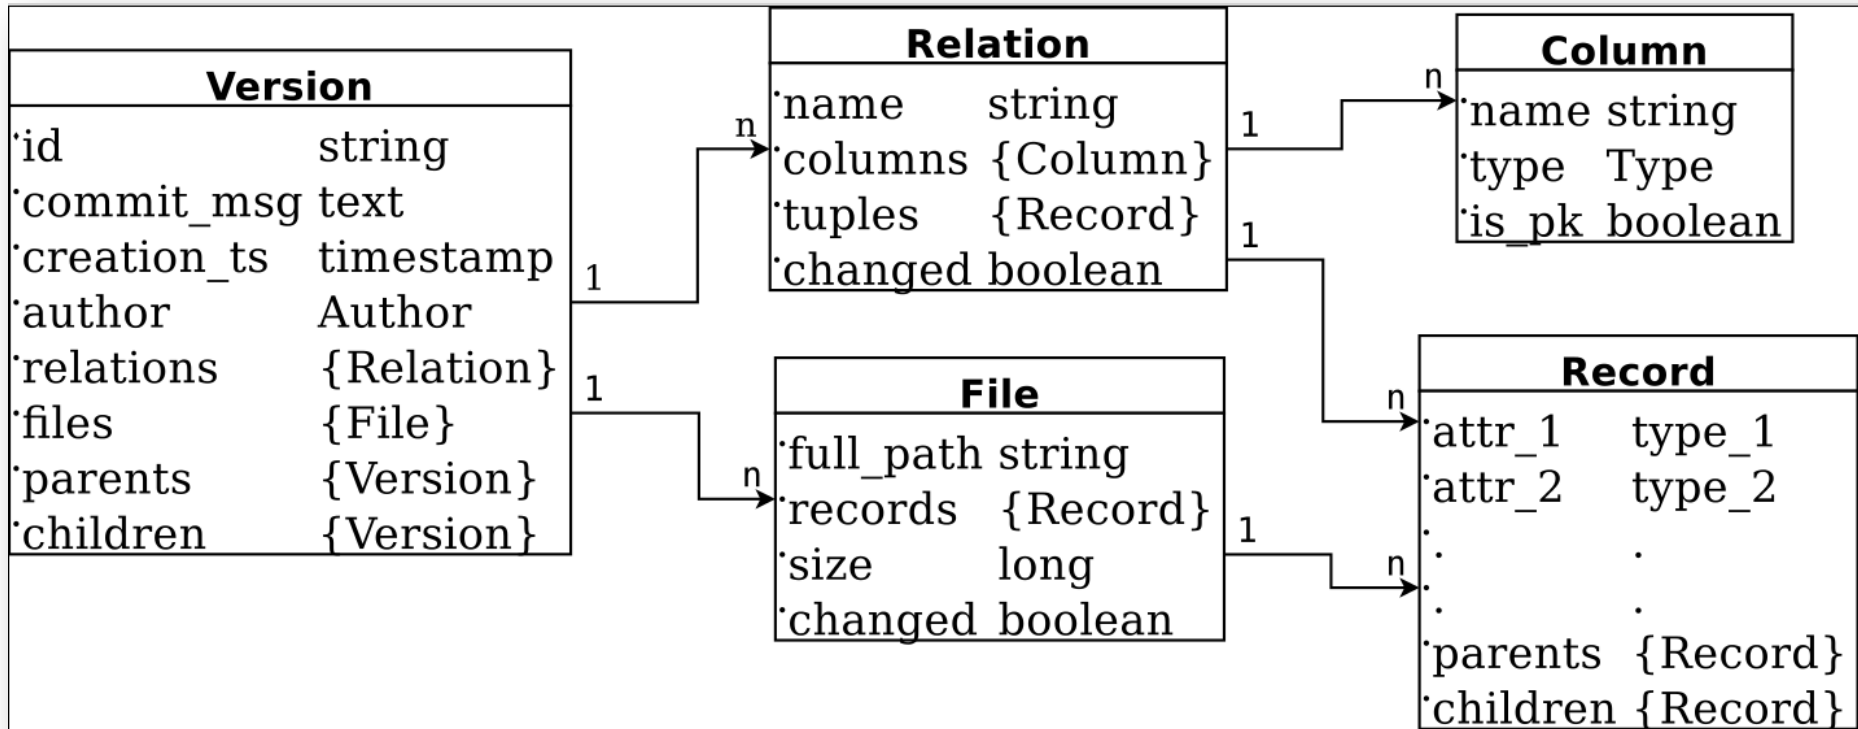 Version
id string
commit_msg text
creation_ts timestamp
author Author
relations {Relation}
files {File}
parents {Version}
children {Version}
1
n
1
n
Relation
name string
columns {Column}
tuples {Record}
changed boolean
1
n
1
n
File
full_path string
records {Record}
size long
changed boolean
1
n
Column
name string
type Type
is_pk boolean
Record
attr_1 type_1
attr_2 type_2
. .
. .
parents {Record}
children {Record}